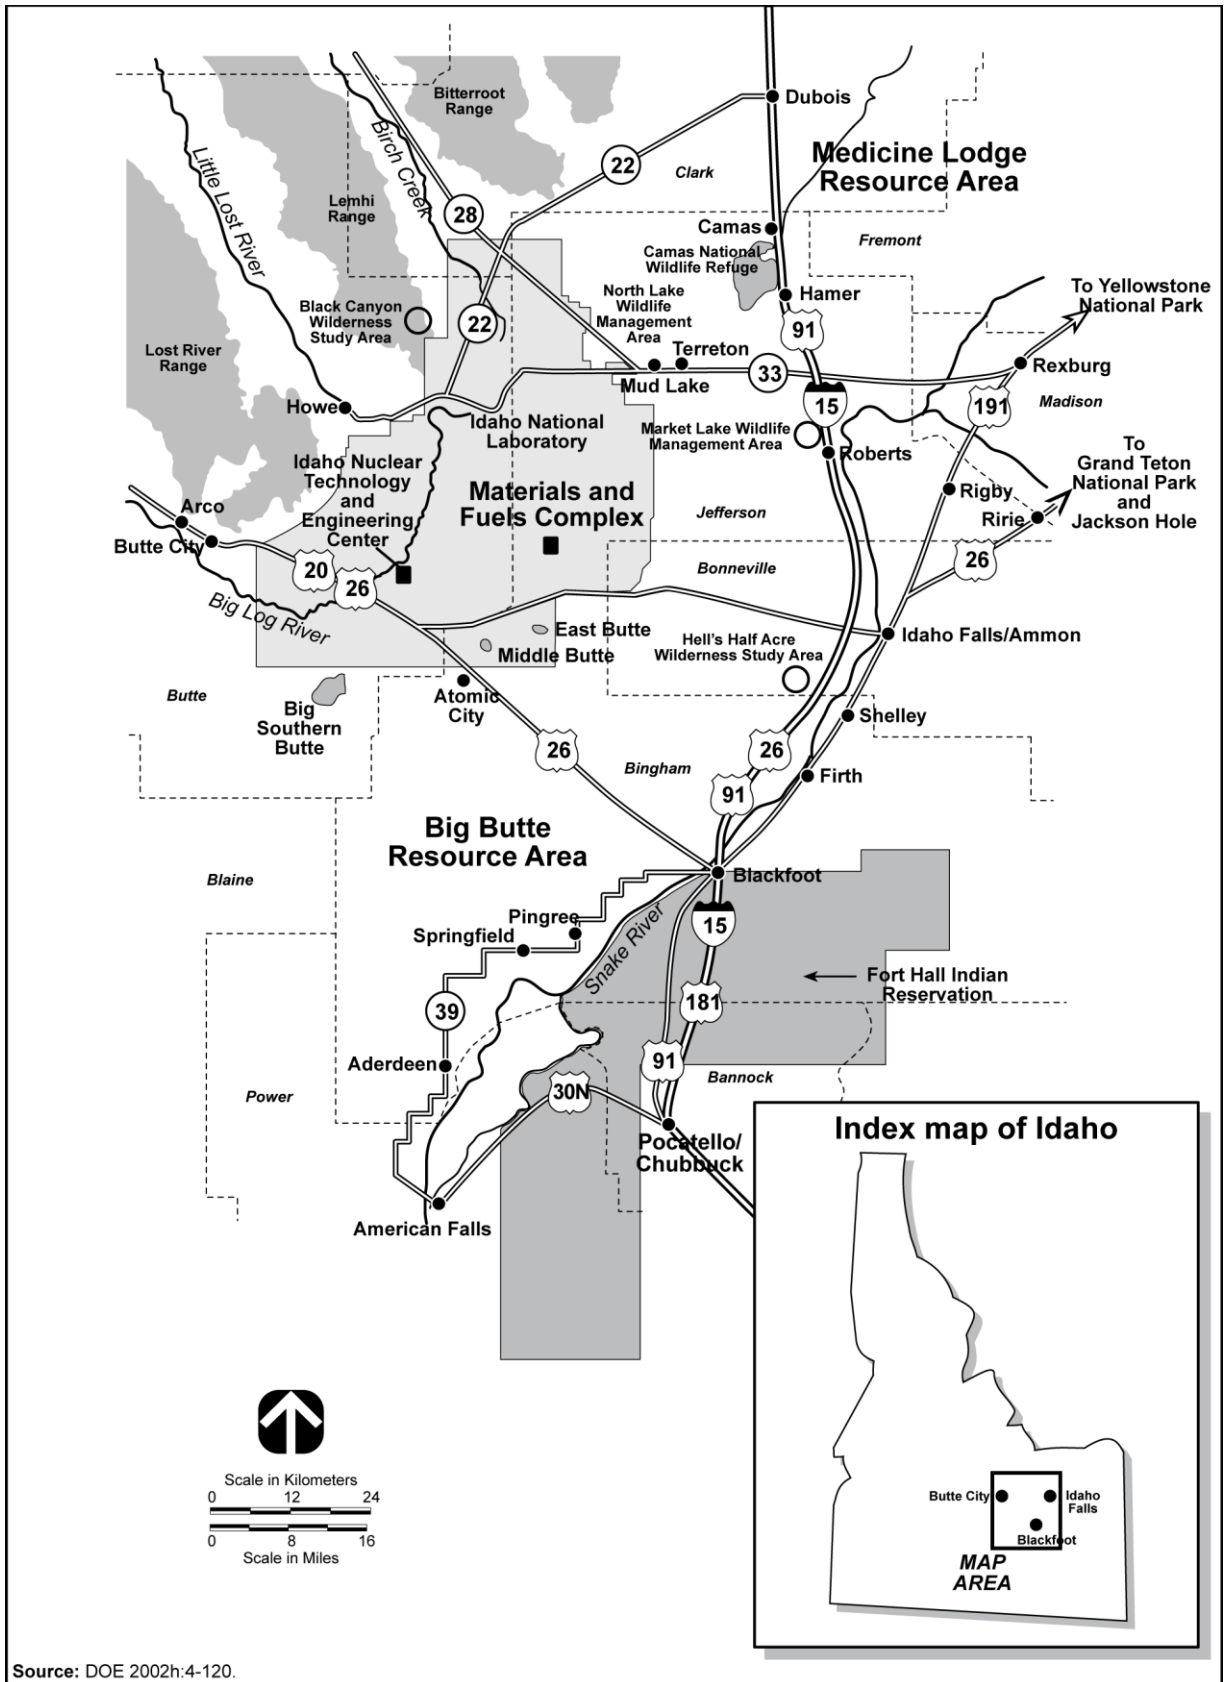 Bitterroot
Range
Dubois
Birch Creek
Little Lost River
22
Clark
Medicine Lodge
Resource Area
Lemhi
Range
28
Camas
Fremont
Camas National
Wildlife Refuge
To Yellowstone
National Park
Hamer
North Lake
Wildlife
Management
Area
Black Canyon
Wilderness
Study Area
22
91
Lost River
Range
Terreton
Mud Lake
33
Rexburg
Howe
15
191
Madison
Idaho National
Laboratory
Market Lake Wildlife
Management Area
Roberts
To
Grand Teton
National Park
and
Jackson Hole
Idaho Nuclear
Technology
and
Engineering
Center
Materials and
Fuels Complex
Rigby
Ririe
Arco
Butte City
Jefferson
20
26
Bonneville
26
Big Log River
East Butte
Middle Butte
Hell's Half Acre
Wilderness Study Area
Idaho Falls/Ammon
Butte
Big
Southern
Butte
Atomic
City
Shelley
26
26
Bingham
Firth
91
Big Butte
Resource Area
Blaine
Blackfoot
Pingree
Springfield
Snake River
15
Fort Hall Indian
Reservation
39
181
Aderdeen
91
Power
30N
Bannock
Pocatello/
Chubbuck
American Falls
Index map of Idaho
Butte City
Idaho
Falls
Blackfoot
MAP
AREA
Scale in Kilometers
0 12 24
0 8 16
Scale in Miles
Source: DOE 2002h:4-120.